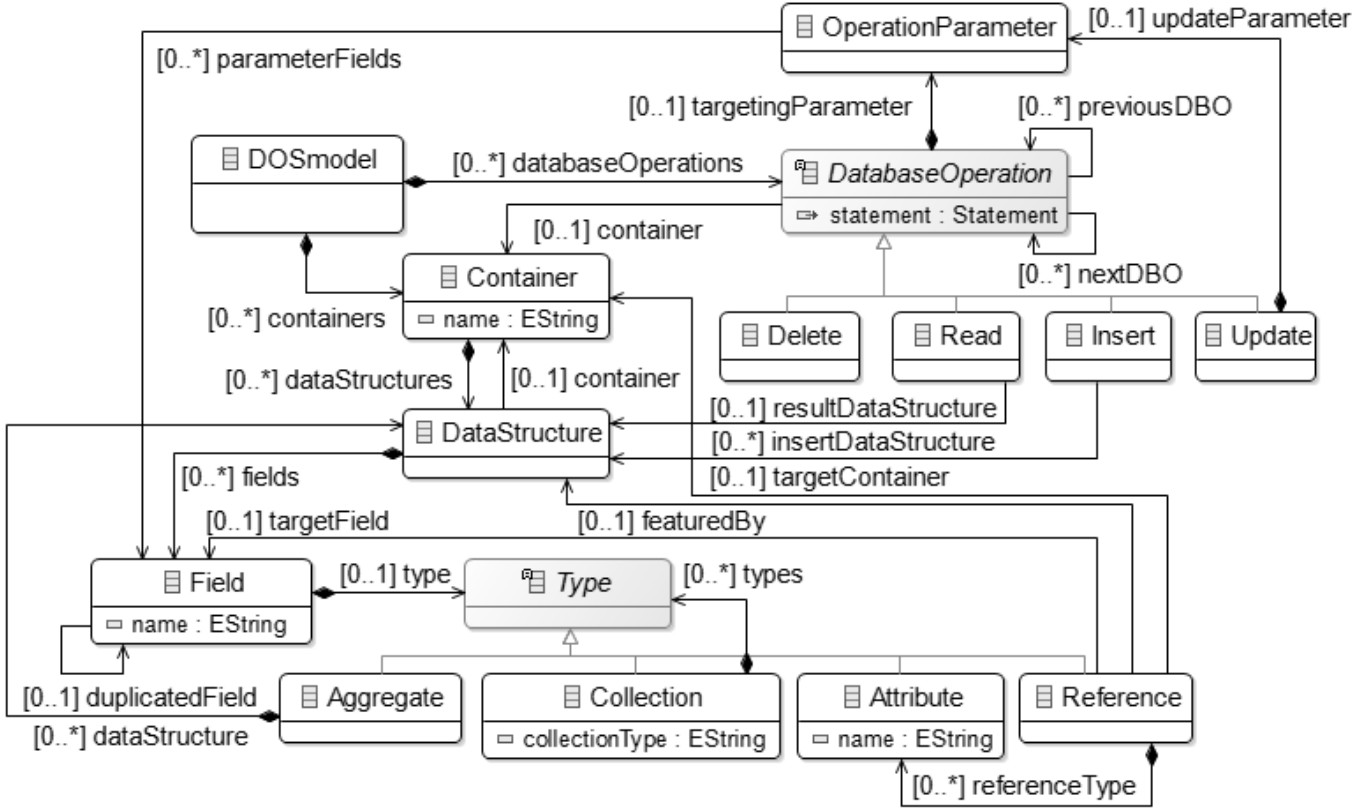 OperationParameter
[0..1] updateParameter
[0..*] parameterFields
[0..1] targetingParameter
[0..*] previousDBO
DOSmodel
[0..*] databaseOperations
DatabaseOperation
statement : Statement
[0..1] container
[0..*] nextDBO
Container
name : EString
[0..*] containers
Delete
Read
Insert
Update
[0..*] dataStructures
[0..1] container
[0..1] resultDataStructure
DataStructure
[0..*] insertDataStructure
[0..*] fields
[0..1] targetContainer
[0..1] targetField
[0..1] featuredBy
Field
name : EString
[0..1] type
Type
[0..*] types
[0..1] duplicatedField
Aggregate
Collection
collectionType : EString
Attribute
name : EString
Reference
[0..*] dataStructure
[0..*] referenceType